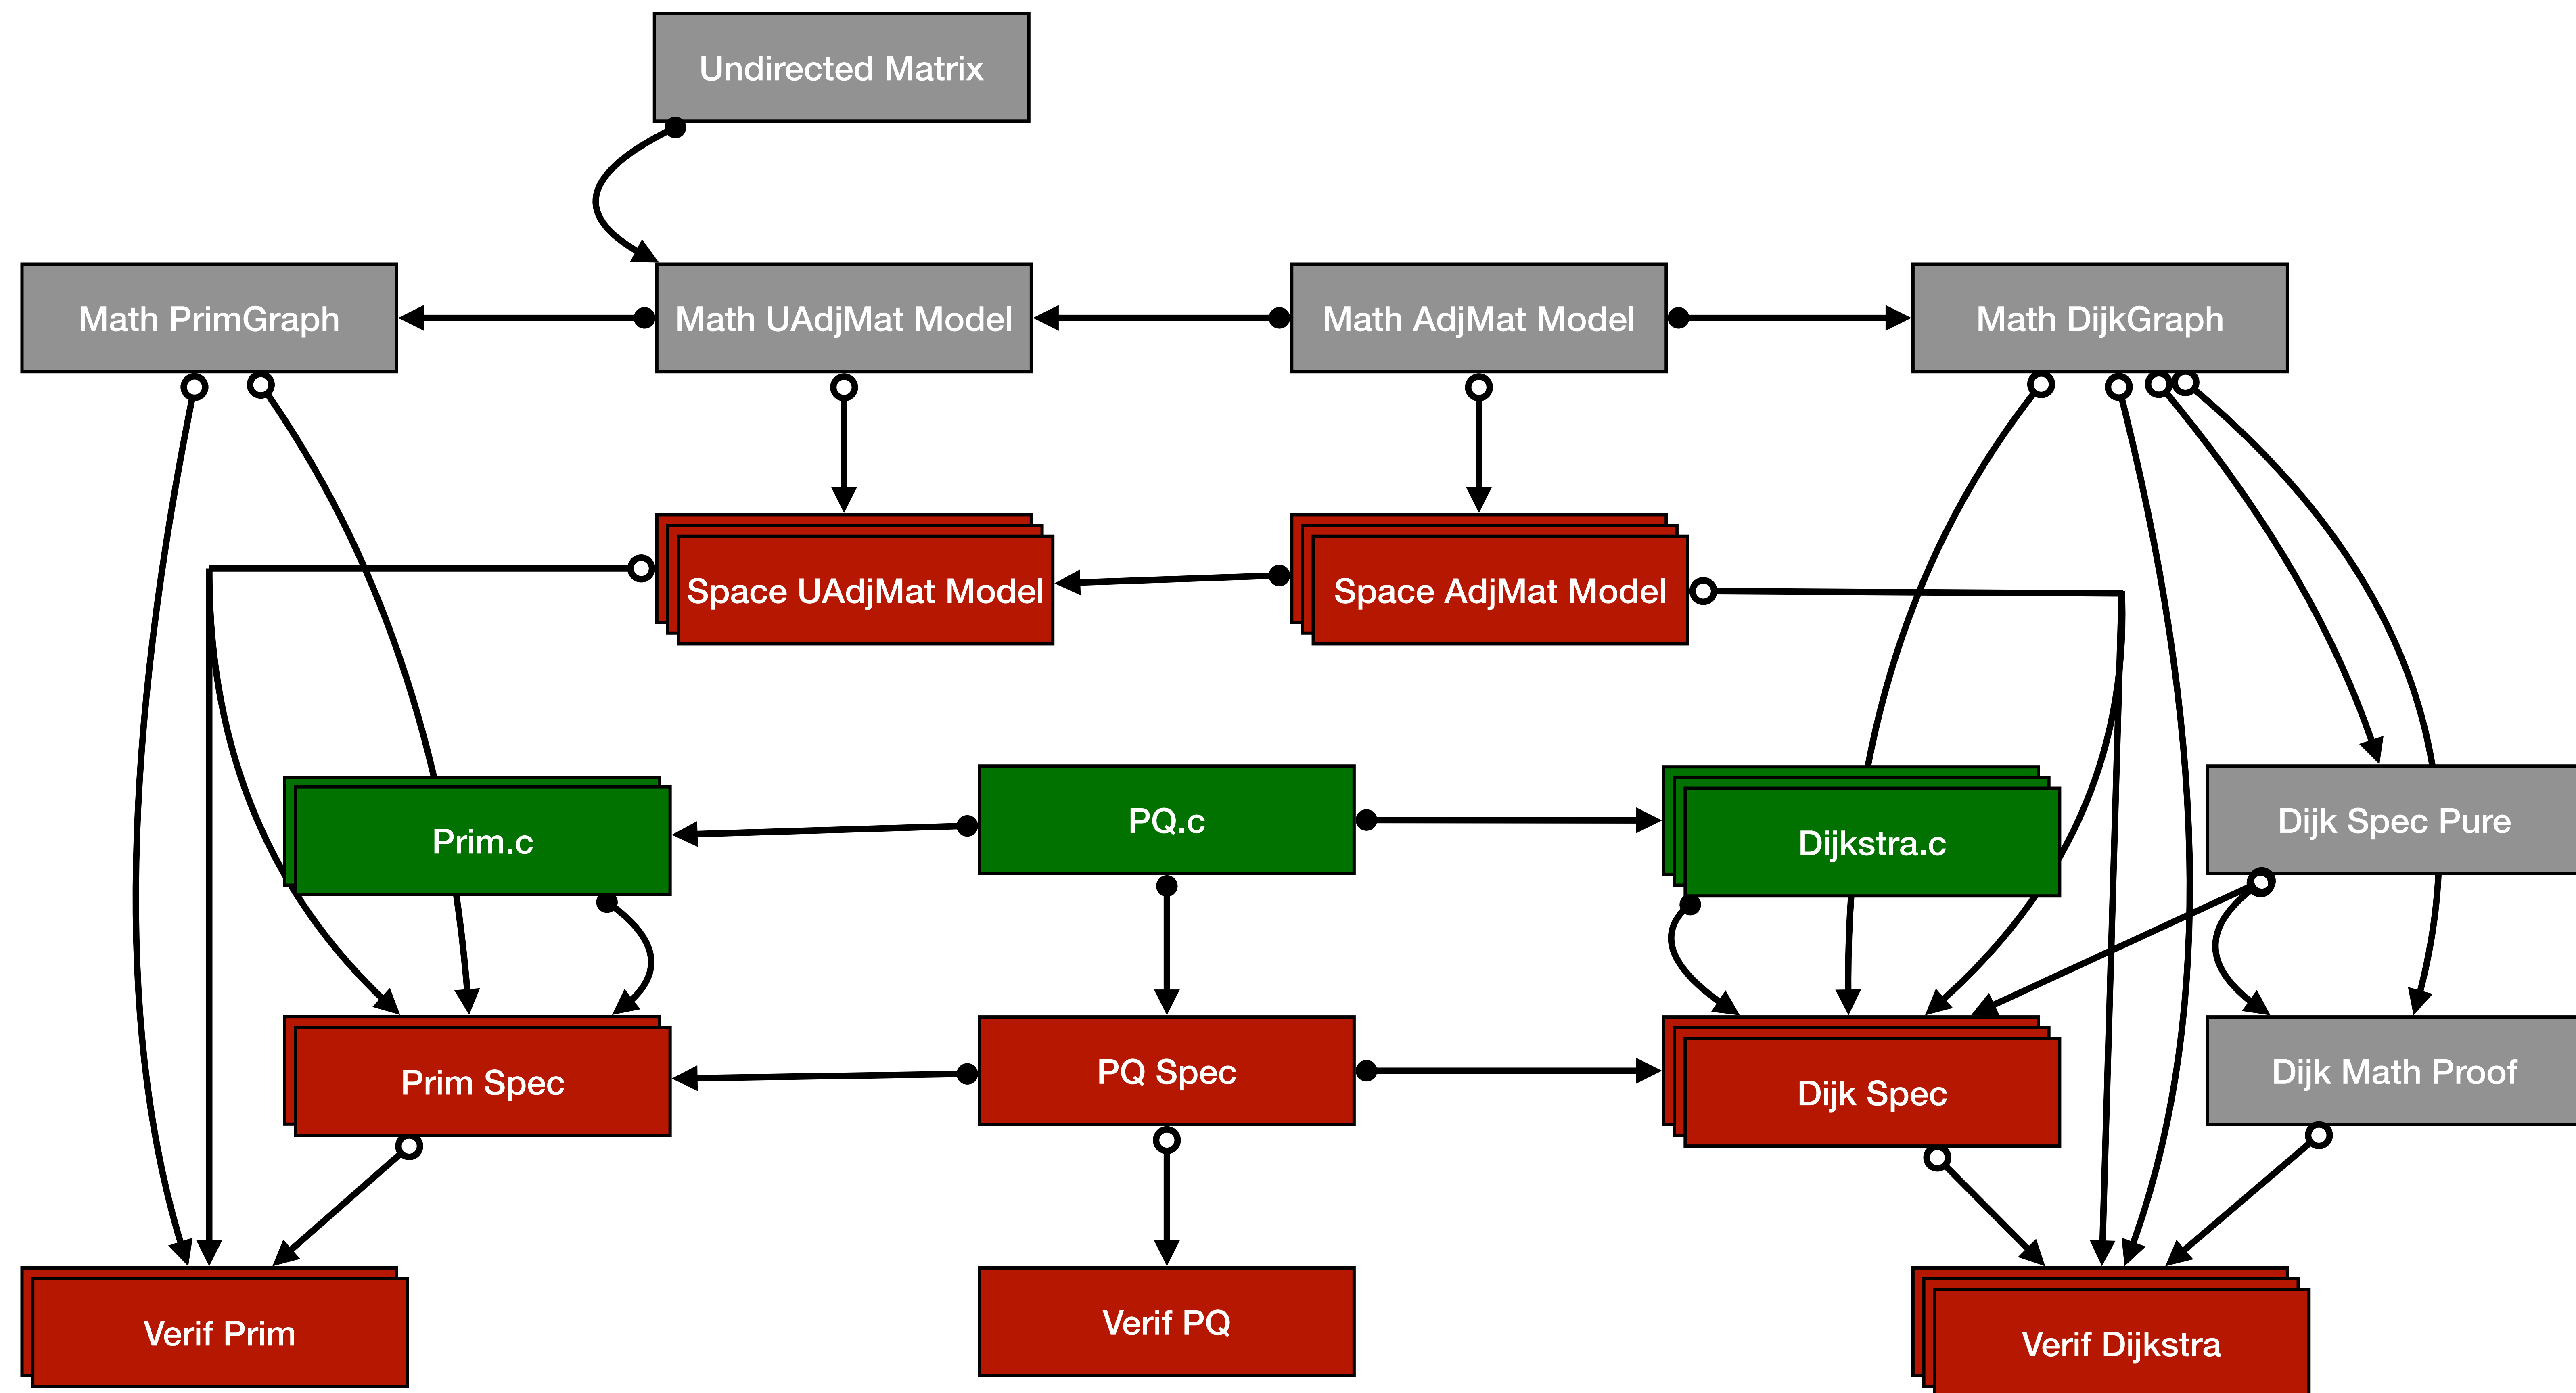 Undirected Matrix
Math PrimGraph
Math UAdjMat Model
Math AdjMat Model
Math DijkGraph
Space UAdjMat Model
Space AdjMat Model
Prim.c
PQ.c
Dijkstra.c
Dijk Spec Pure
Prim Spec
PQ Spec
Dijk Spec
Dijk Math Proof
Verif Prim
Verif PQ
Verif Dijkstra